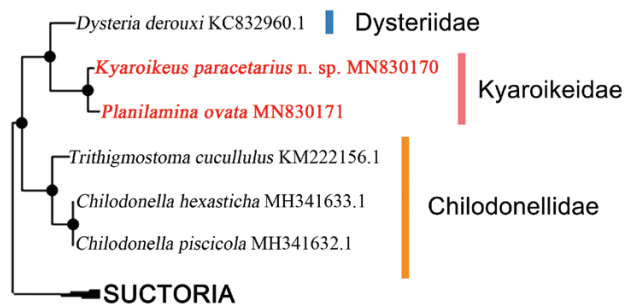 Dysteria derouxi KC832960.1
Dysteriidae
Kyaroikeus paracetarius n. sp. MN830170
Kyaroikeidae
Planilamina ovata MN830171
Trithigmostoma cucullulus KM222156.1
Chilodonella hexasticha MH341633.1
Chilodonellidae
Chilodonella piscicola MH341632.1
SUCTORIA